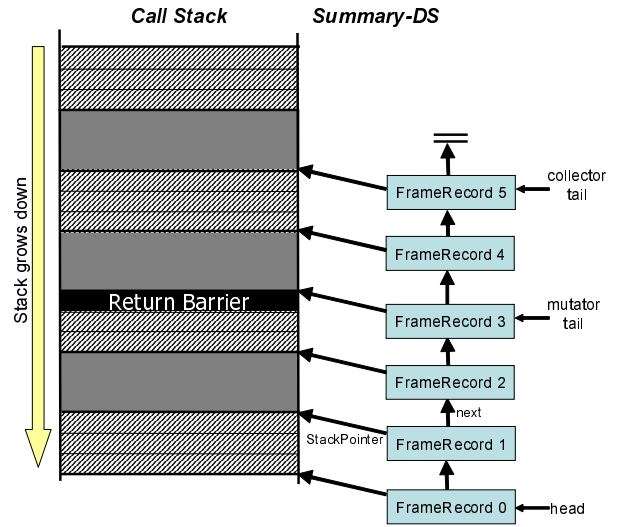 Call Stack
Summary-DS
Stack grows down
Return Barrier
FrameRecord 5
collector
tail
FrameRecord 4
FrameRecord 3
mutator
tail
FrameRecord 2
next
StackPointer
FrameRecord 1
FrameRecord 0
head